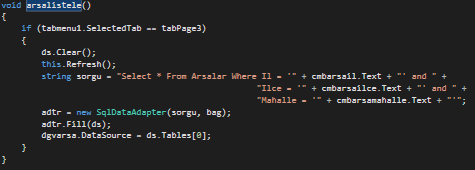 void arsalistele()
{
if (tabmenu1.SelectedTab == tabPage3)
{
ds.Clear();
this.Refresh();
string sorgu = "Select * From Arsalar Where Il = '" + cmbarsail.Text + "' and " +
"Ilce = '" + cmbarsailce.Text + "' and " +
"Mahalle = '" + cmbarsamahalle.Text + "'";
adtr = new SqlDataAdapter(sorgu, bag);
adtr.Fill(ds);
dgvarsa.DataSource = ds.Tables[0];
}
}